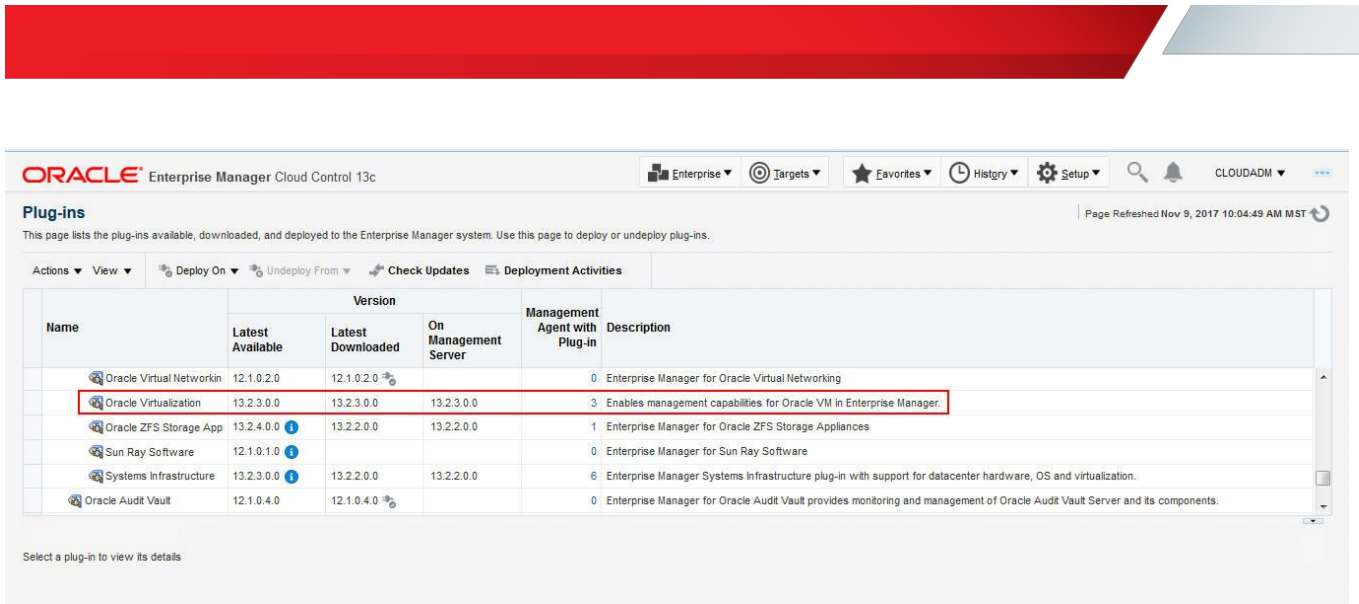 ORACLE Enterprise Manager Cloud Control 13c
Enterprise Targets Favorites History Setup CLOUDADM
Plug-ins
Page Refreshed Nov 9, 2017 10:04:49 AM MST
This page lists the plug-ins available, downloaded, and deployed to the Enterprise Manager system. Use this page to deploy or undeploy plug-ins.
Actions View Deploy On Undeploy From Check Updates Deployment Activities
Name
Version
Latest Available
Latest Downloaded
On Management Server
Management Agent with Plug-in
Description
Oracle Virtual Networkin 12.1.0.2.0 12.1.0.2.0 0 Enterprise Manager for Oracle Virtual Networking
Oracle Virtualization 13.2.3.0.0 13.2.3.0.0 13.2.3.0.0 3 Enables management capabilities for Oracle VM in Enterprise Manager.
Oracle ZFS Storage App 13.2.4.0.0 13.2.2.0.0 13.2.2.0.0 1 Enterprise Manager for Oracle ZFS Storage Appliances
Sun Ray Software 12.1.0.1.0 0 Enterprise Manager for Sun Ray Software
Systems Infrastructure 13.2.3.0.0 13.2.2.0.0 13.2.2.0.0 6 Enterprise Manager Systems Infrastructure plug-in with support for datacenter hardware, OS and virtualization.
Oracle Audit Vault 12.1.0.4.0 12.1.0.4.0 0 Enterprise Manager for Oracle Audit Vault provides monitoring and management of Oracle Audit Vault Server and its components.
Select a plug-in to view its details